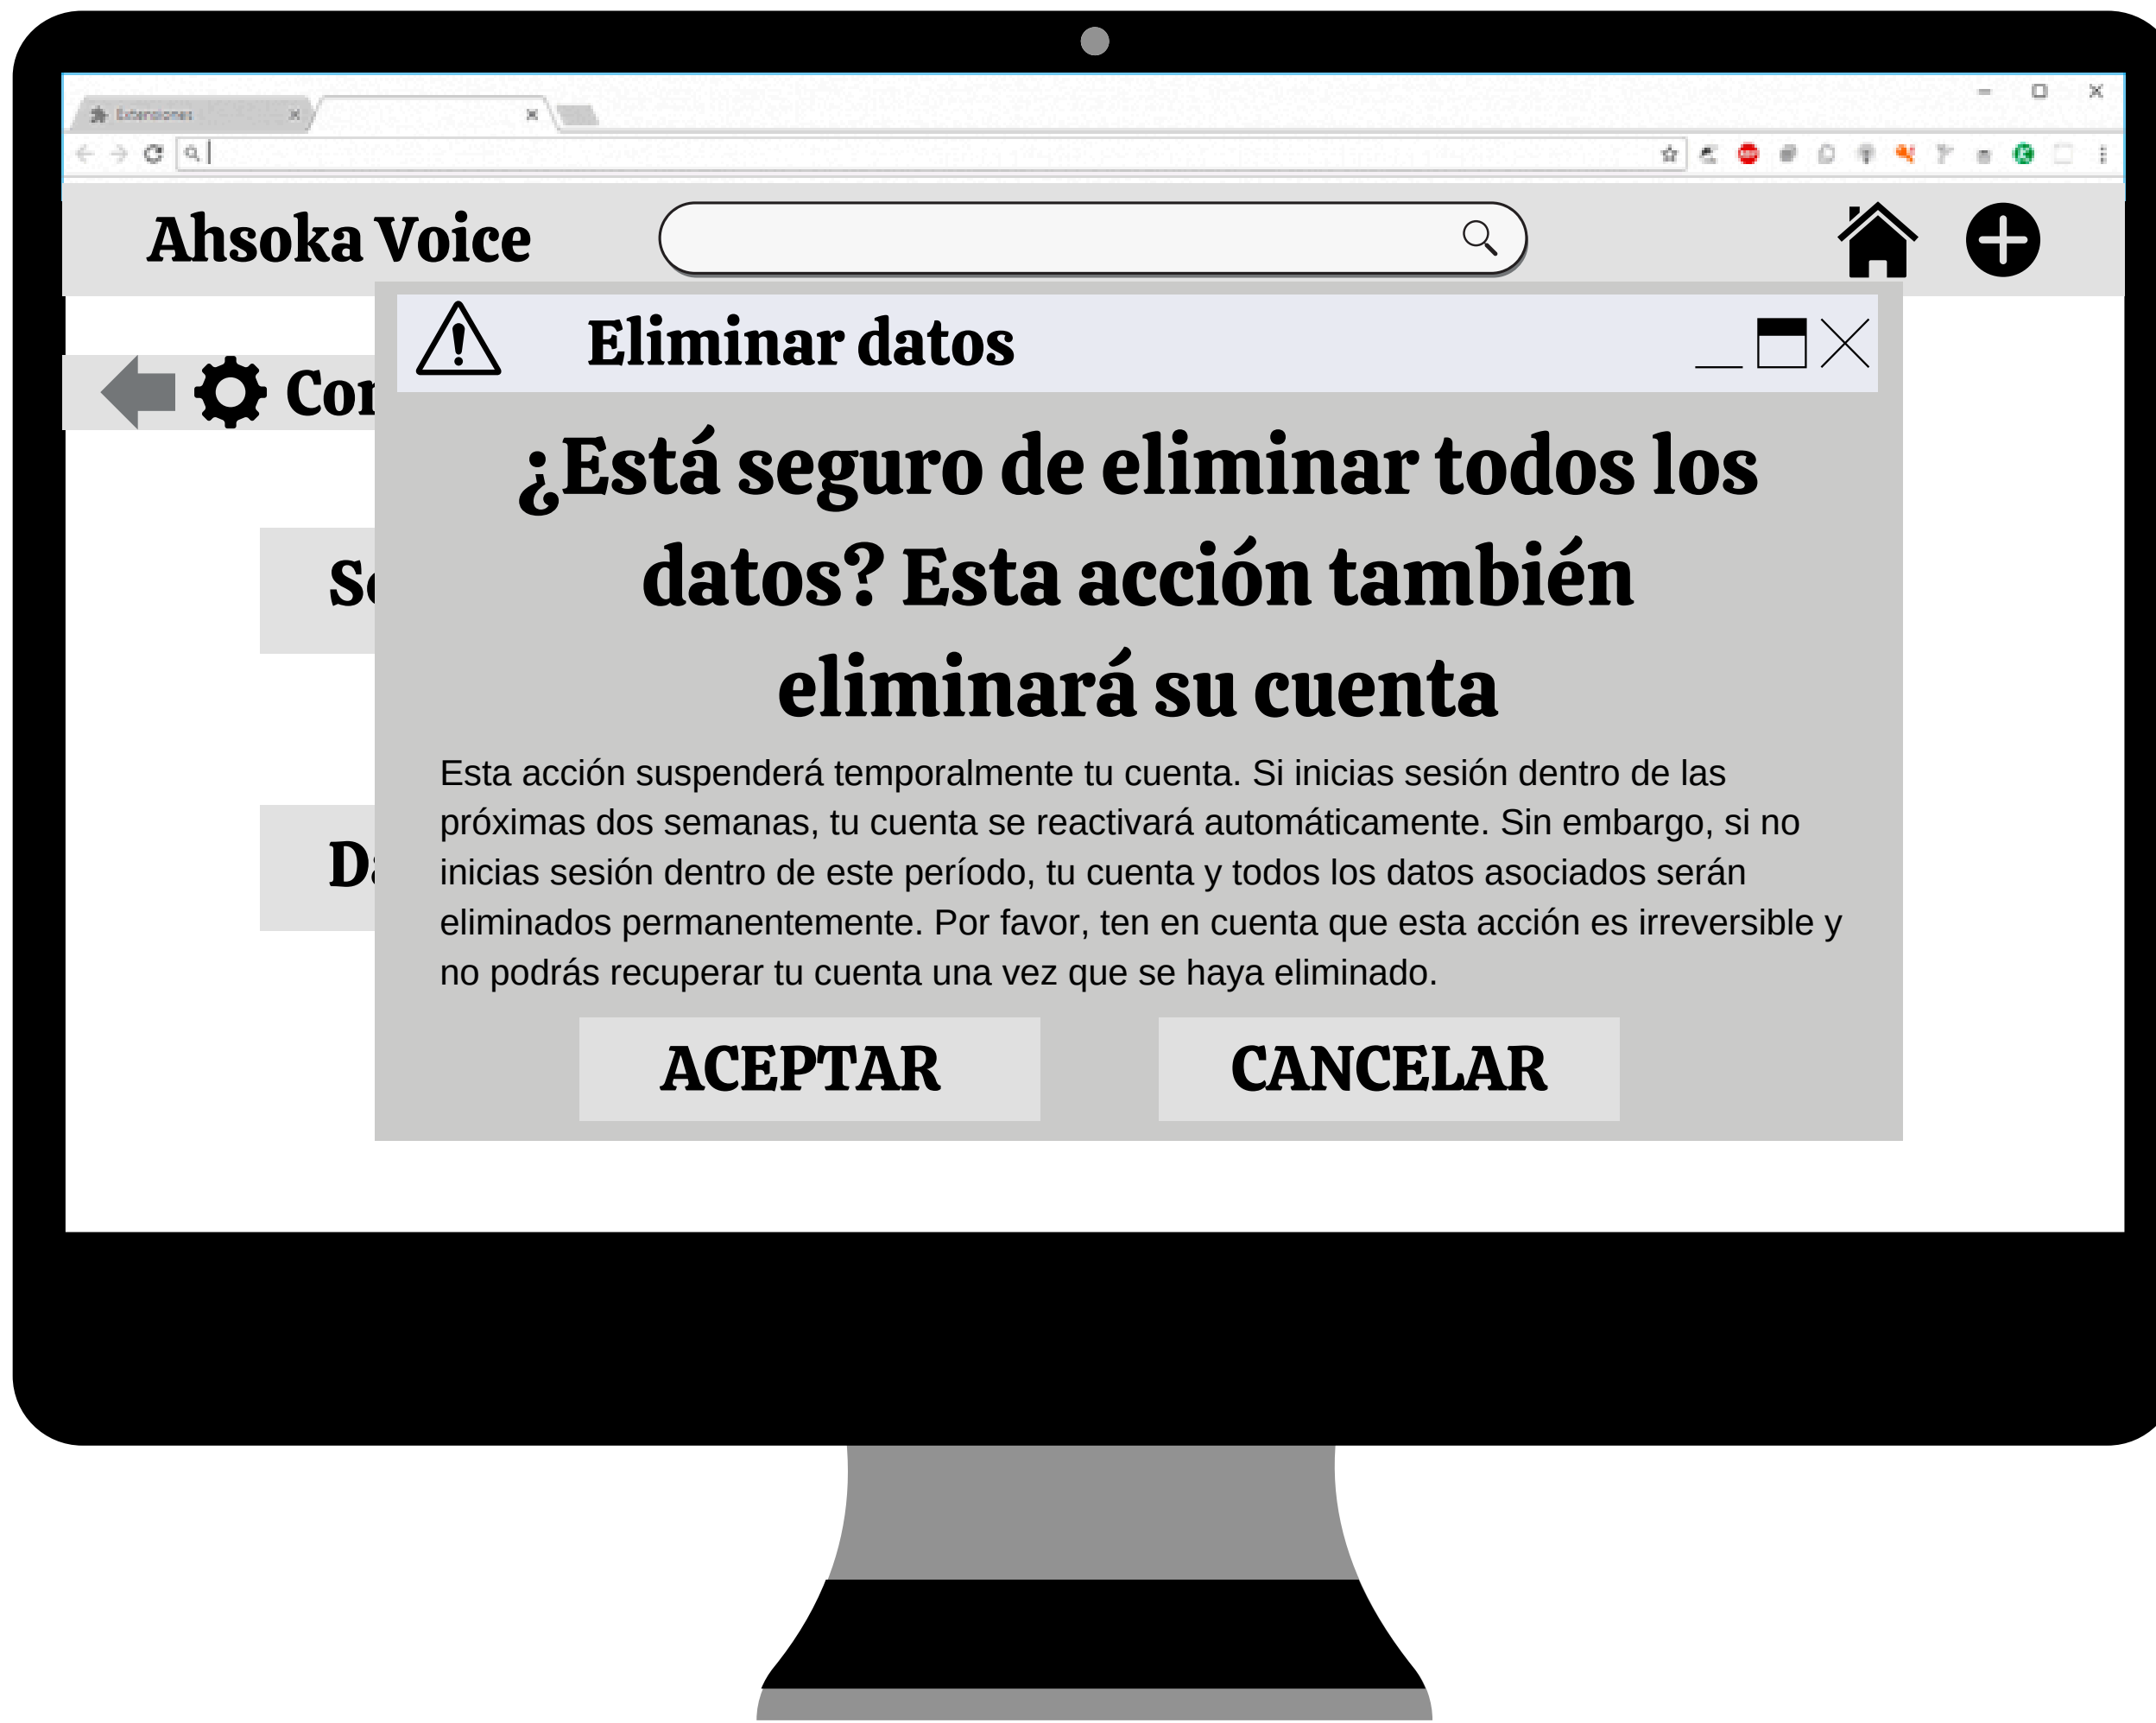 Extensiones
Ahsoka Voice
Eliminar datos
¿Está seguro de eliminar todos los
datos? Esta acción también
eliminará su cuenta
Esta acción suspenderá temporalmente tu cuenta. Si inicias sesión dentro de las
próximas dos semanas, tu cuenta se reactivará automáticamente. Sin embargo, si no
inicias sesión dentro de este período, tu cuenta y todos los datos asociados serán
eliminados permanentemente. Por favor, ten en cuenta que esta acción es irreversible y
no podrás recuperar tu cuenta una vez que se haya eliminado.
ACEPTAR CANCELAR